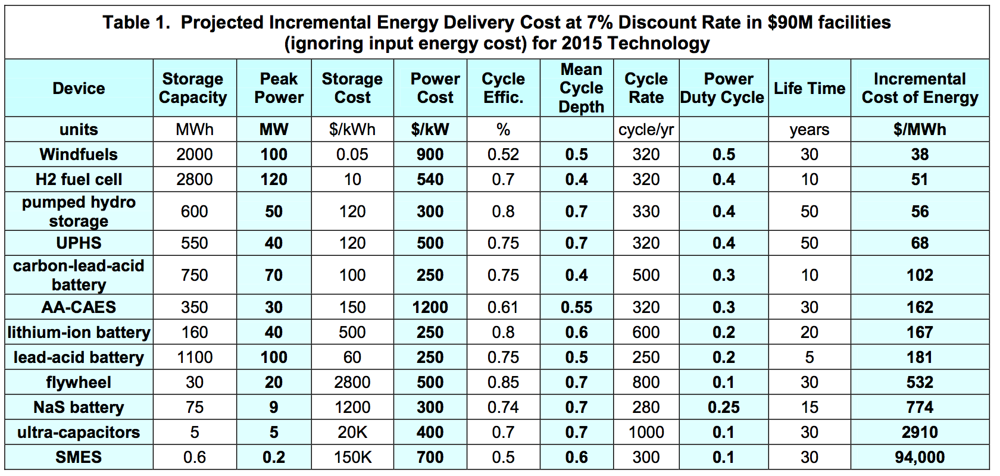 Table 1. Projected Incremental Energy Delivery Cost at 7% Discount Rate in $90M facilities
(ignoring input energy cost) for 2015 Technology
Device Storage Capacity Peak Power Storage Cost Power Cost Cycle Effic. Mean Cycle Depth Cycle Rate Power Duty Cycle Life Time Incremental Cost of Energy
units MWh MW $/kWh $/kW % cycle/yr years $/MWh
Windfuels 2000 100 0.05 900 0.52 0.5 320 0.5 30 38
H2 fuel cell 2800 120 10 540 0.7 0.4 320 0.4 10 51
pumped hydro storage 600 50 120 300 0.8 0.7 330 0.4 50 56
UPHS 550 40 120 500 0.75 0.7 320 0.4 50 68
carbon-lead-acid battery 750 70 100 250 0.75 0.4 500 0.3 10 102
AA-CAES 350 30 150 1200 0.61 0.55 320 0.3 30 162
lithium-ion battery 160 40 500 250 0.8 0.6 600 0.2 20 167
lead-acid battery 1100 100 60 250 0.75 0.5 250 0.2 5 181
flywheel 30 20 2800 500 0.85 0.7 800 0.1 30 532
NaS battery 75 9 1200 300 0.74 0.7 280 0.25 15 774
ultra-capacitors 5 5 20K 400 0.7 0.7 1000 0.1 30 2910
SMES 0.6 0.2 150K 700 0.5 0.6 300 0.1 30 94,000